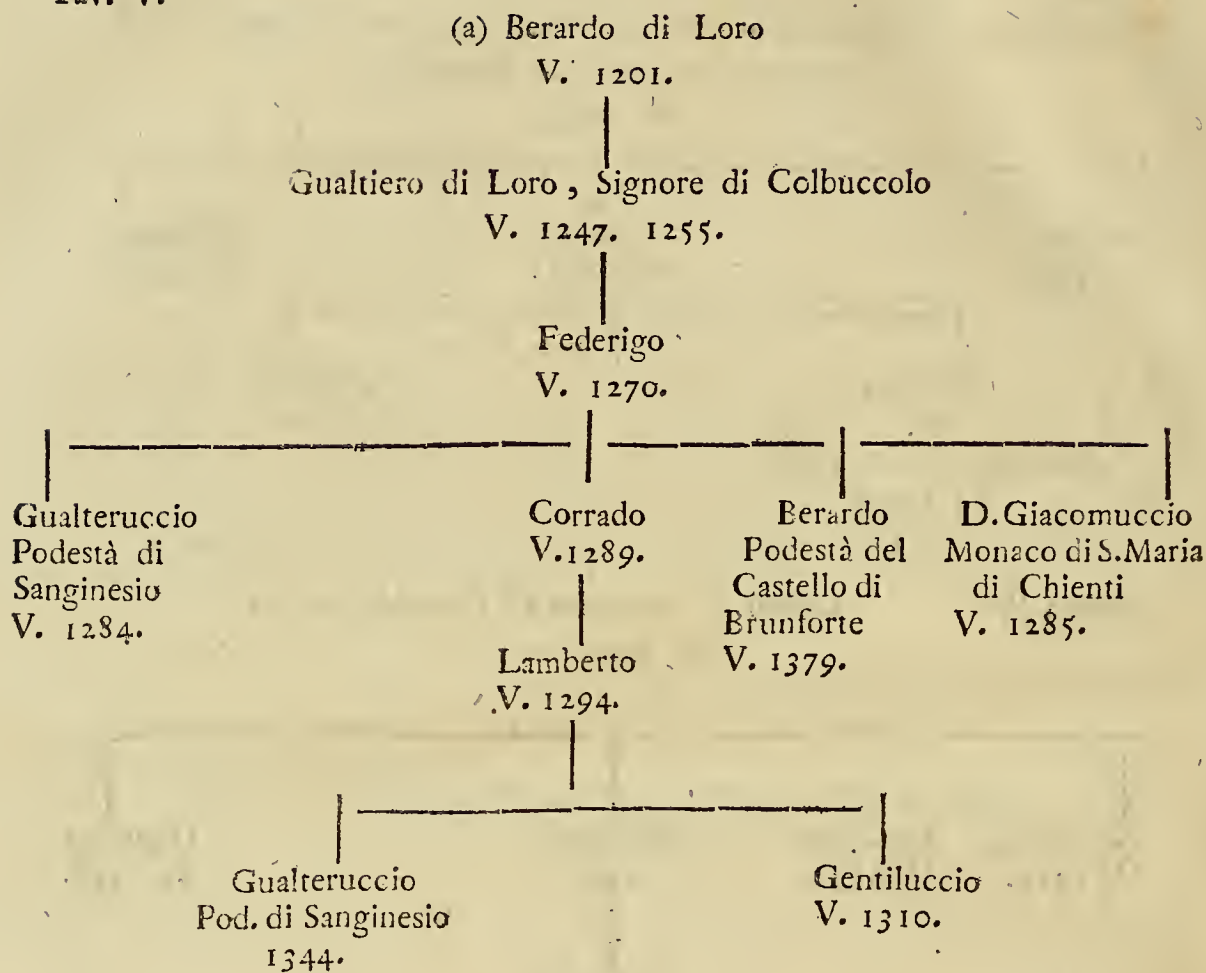 Tav. V.
(a) Berardo di Loro
V. 1201.
Gualtiero di Loro, Signore di Colbuccolo
V. 1247. 1255.
Federigo
V. 1270.
Gualteruccio
Podestà di
Sanginesio
V. 1284.
Corrado
V. 1289.
Berardo
Podestà del
Castello di
Brunforte
V. 1379.
D. Giacomuccio
Monaco di S. Maria
di Chienti
V. 1285.
Lamberto
V. 1294.
Gualteruccio
Pod. di Sanginesio
1344.
Gentiluccio
V. 1310.